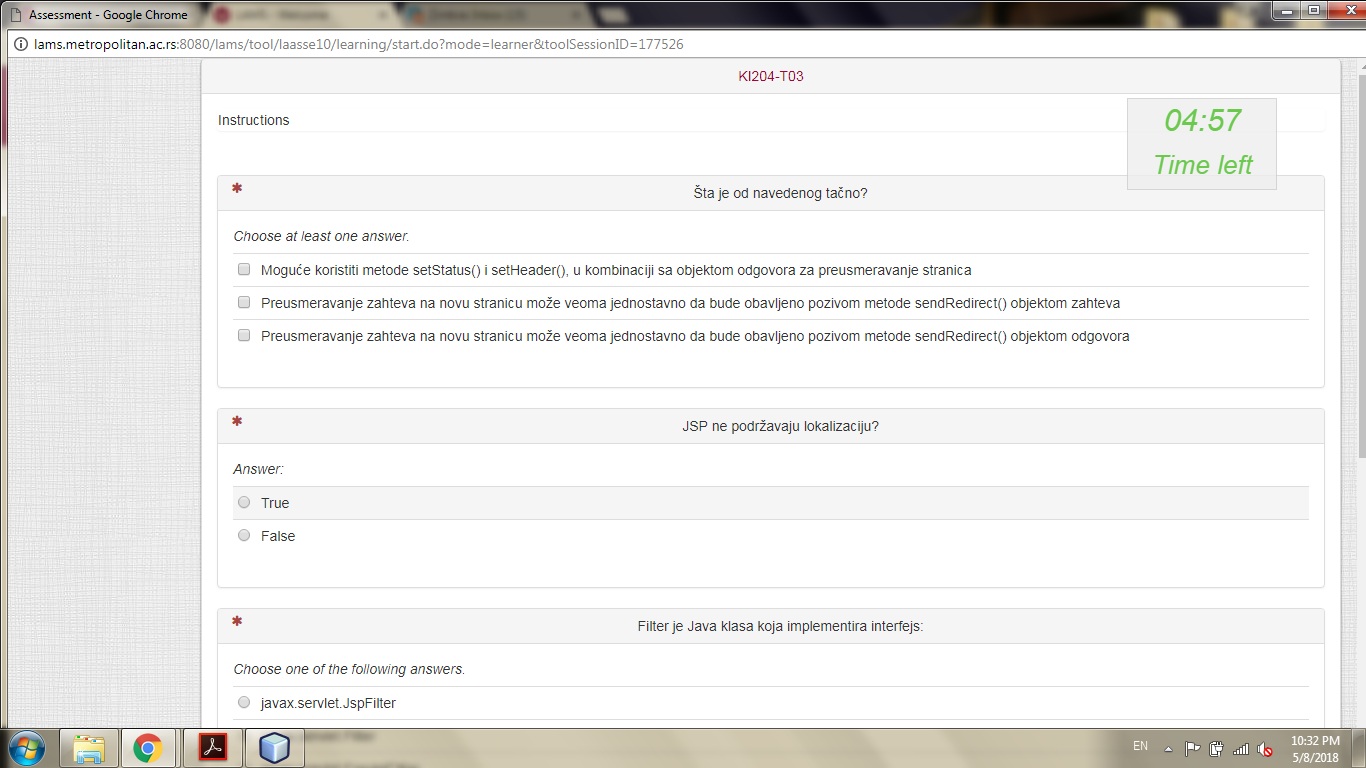 Assessment - Google Chrome
lams.metropolitan.ac.rs:8080/lams/tool/laasse10/learning/start.do?mode=learner&toolSessionID=177526
KI204-T03
Instructions
04:57
Time left
* Šta je od navedenog tačno?
Choose at least one answer.
Moguće koristiti metode setStatus() i setHeader(), u kombinaciji sa objektom odgovora za preusmeravanje stranica
Preusmeravanje zahteva na novu stranicu može veoma jednostavno da bude obavljeno pozivom metode sendRedirect() objektom zahteva
Preusmeravanje zahteva na novu stranicu može veoma jednostavno da bude obavljeno pozivom metode sendRedirect() objektom odgovora
* JSP ne podržavaju lokalizaciju?
Answer:
True
False
* Filter je Java klasa koja implementira interfejs:
Choose one of the following answers.
javax.servlet.JspFilter
EN
10:32 PM
5/8/2018